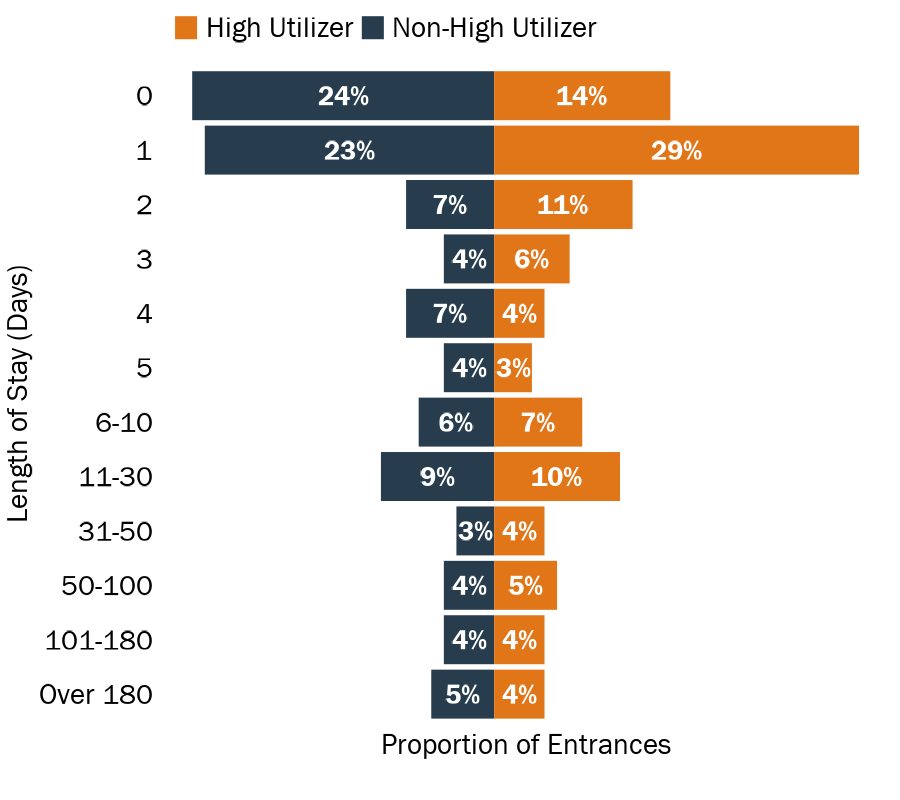 High Utilizer Non-High Utilizer
0 24% 14%
1 23% 29%
2 7% 11%
3 4% 6%
4 7% 4%
5 4% 3%
6-10 6% 7%
11-30 9% 10%
31-50 3% 4%
50-100 4% 5%
101-180 4% 4%
Over 180 5% 4%
Length of Stay (Days)
Proportion of Entrances